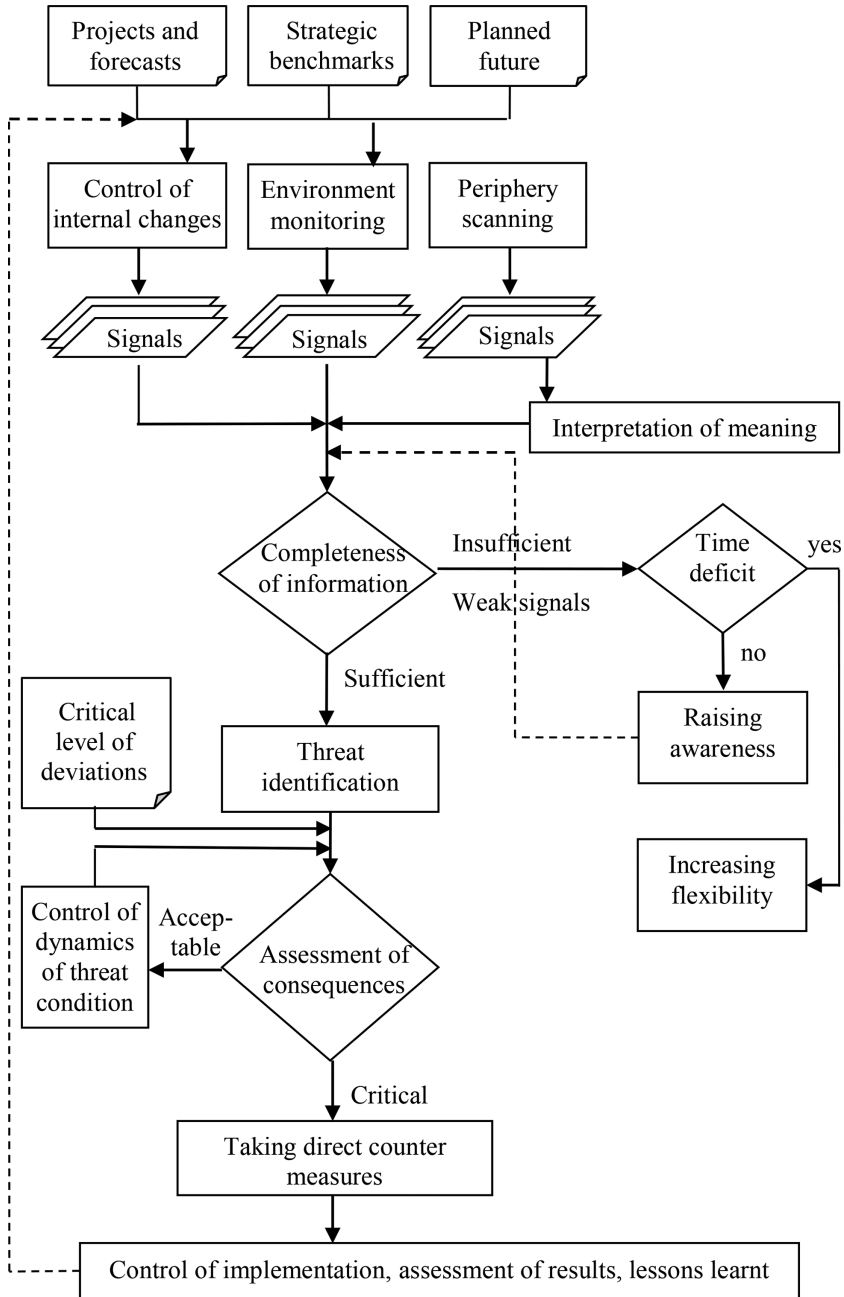 Projects and
forecasts
Strategic
benchmarks
Planned
future
Control of
internal changes
Environment
monitoring
Periphery
scanning
Signals
Signals
Signals
Interpretation of meaning
Completeness
of information
Insufficient
Weak signals
Time
deficit
yes
no
Sufficient
Raising
awareness
Critical
level of
deviations
Threat
identification
Increasing
flexibility
Control of
dynamics
of threat
condition
Accep-
table
Assessment of
consequences
Critical
Taking direct counter
measures
Control of implementation, assessment of results, lessons learnt